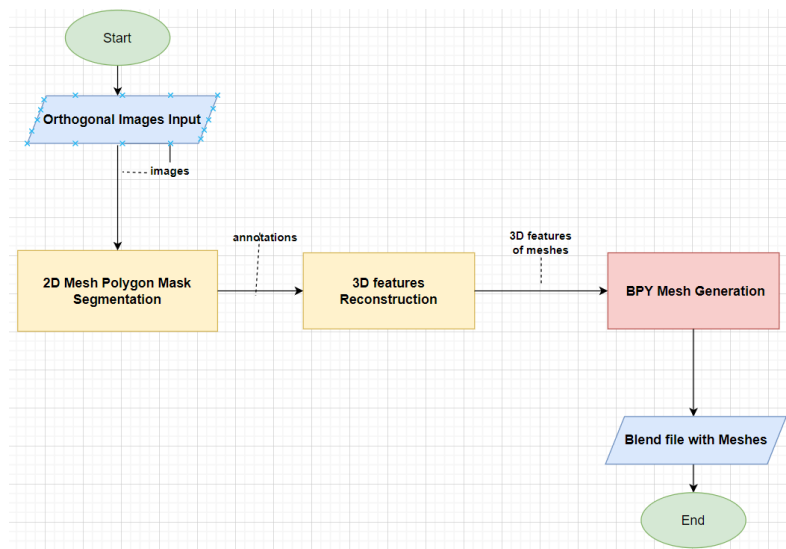 Start
Orthogonal Images Input
images
annotations
3D features
of meshes
2D Mesh Polygon Mask
Segmentation
3D features
Reconstruction
BPY Mesh Generation
Blend file with Meshes
End